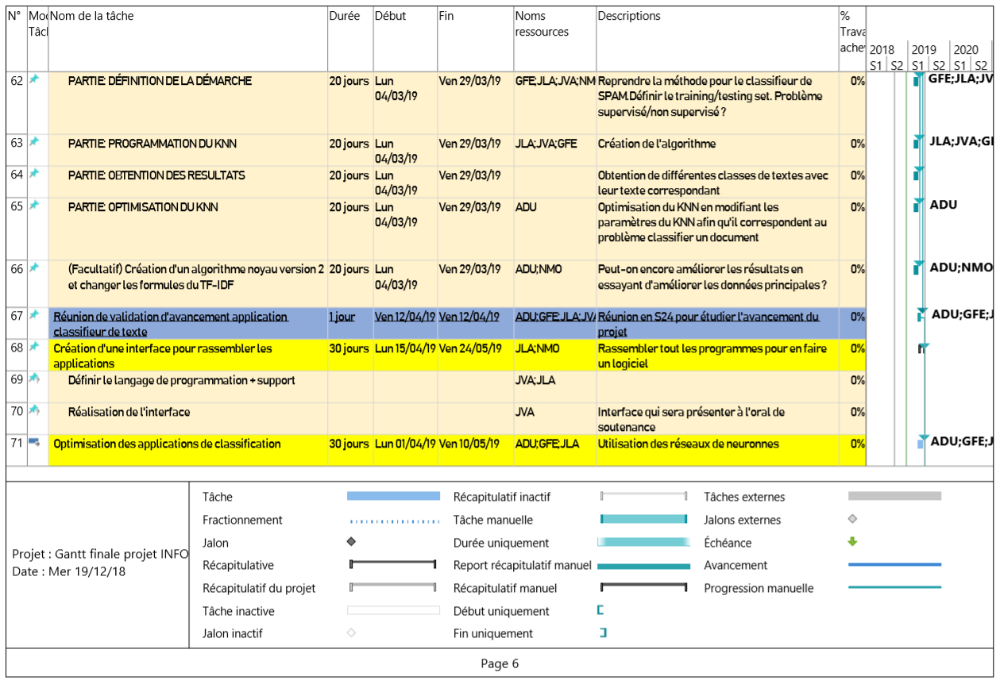 N° Mod Nom de la tâche Durée Début Fin Noms Descriptions %
Tâcl ressources Trava
achev 2018 2019 2020
S1 S2 S1 S2 S1 S2
62 PARTIE: DÉFINITION DE LA DÉMARCHE 20 jours Lun Ven 29/03/19 GFE;JLA;JVA;NM Reprendre la méthode pour le classifieur de 0% GFE;JLA;JV
04/03/19 SPAM.Définir le training/testing set. Problème
supervisé/non supervisé ?
63 PARTIE: PROGRAMMATION DU KNN 20 jours Lun Ven 29/03/19 JLA;JVA;GFE Création de l'algorithme 0% JLA;JVA;GI
04/03/19
64 PARTIE: OBTENTION DES RESULTATS 20 jours Lun Ven 29/03/19 Obtention de différentes classes de textes avec 0%
04/03/19 leur texte correspondant
65 PARTIE: OPTIMISATION DU KNN 20 jours Lun Ven 29/03/19 ADU Optimisation du KNN en modifiant les 0% ADU
04/03/19 paramètres du KNN afin qu'il correspondent au
problème classifier un document
66 (Facultatif) Création d'un algorithme noyau version 2 20 jours Lun Ven 29/03/19 ADU;NMO Peut-on encore améliorer les résultats en 0% ADU;NMO
et changer les formules du TF-IDF 04/03/19 essayant d'améliorer les données principales ?
67 Réunion de validation d'avancement application 1 jour Ven 12/04/19 Ven 12/04/19 ADU;GFE;JLA;JVA Réunion en S24 pour étudier l'avancement du 0% ADU;GFE;J
classifieur de texte projet
68 Création d'une interface pour rassembler les 30 jours Lun 15/04/19 Ven 24/05/19 JLA;NMO Rassembler tout les programmes pour en faire 0%
applications un logiciel
69 Définir le langage de programmation + support JVA;JLA 0%
70 Réalisation de l'interface JVA Interface qui sera présenter à l'oral de 0%
soutenance
71 Optimisation des applications de classification 30 jours Lun 01/04/19 Ven 10/05/19 ADU;GFE;JLA Utilisation des réseaux de neuronnes 0% ADU;GFE;J
Projet : Gantt finale projet INFO
Date : Mer 19/12/18
Tâche Récapitulatif inactif Tâches externes
Fractionnement Tâche manuelle Jalons externes
Jalon Durée uniquement Échéance
Récapitulative Report récapitulatif manuel Avancement
Récapitulatif du projet Récapitulatif manuel Progression manuelle
Tâche inactive Début uniquement
Jalon inactif Fin uniquement
Page 6